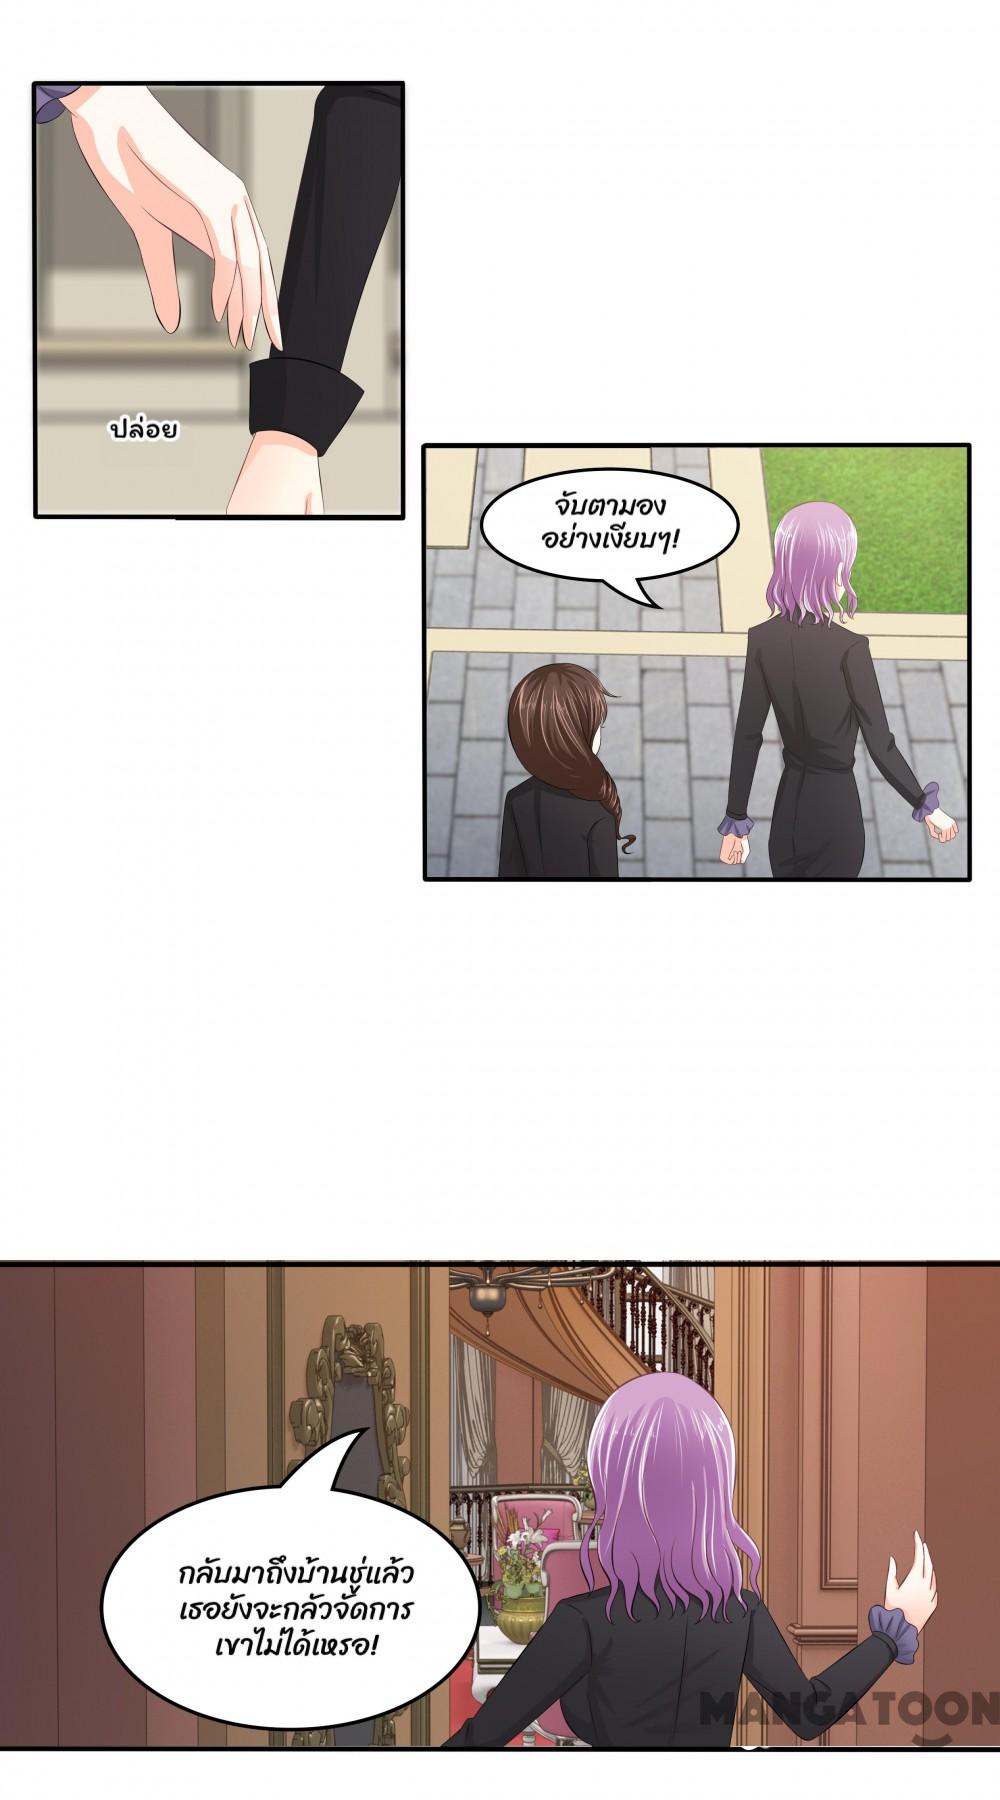 ปล่อย
จับตามอง
อย่างเงียบๆ!
กลับมาถึงบ้านชู่แล้ว
เธอยังจะกลัวจัดการ
เขาไม่ได้เหรอ!
MANGATOON